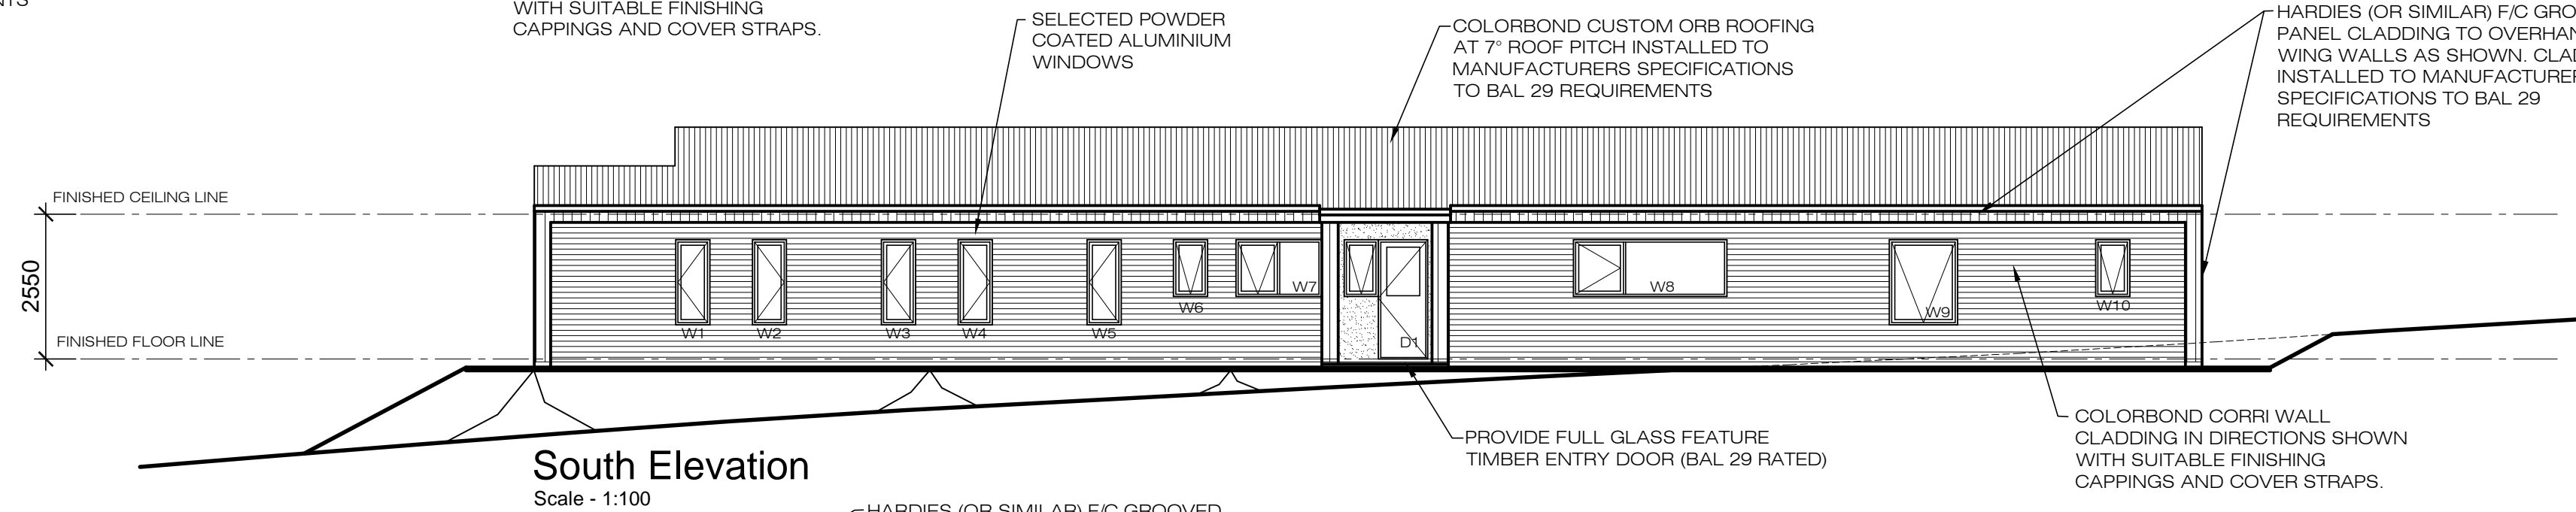 WITH SUITABLE FINISHING
CAPPINGS AND COVER STRAPS.
SELECTED POWDER
COATED ALUMINIUM
WINDOWS
COLORBOND CUSTOM ORB ROOFING
AT 7° ROOF PITCH INSTALLED TO
MANUFACTURERS SPECIFICATIONS
TO BAL 29 REQUIREMENTS
HARDIES (OR SIMILAR) F/C
PANEL CLADDING TO
WING WALLS AS SHOWN.
INSTALLED TO
SPECIFICATIONS TO BAL 29
REQUIREMENTS
FINISHED CEILING LINE
2550
FINISHED FLOOR LINE
W1
W2
W3
W4
W5
W6
W7
D1
W8
W9
W10
PROVIDE FULL GLASS FEATURE
TIMBER ENTRY DOOR (BAL 29 RATED)
COLORBOND CORRI WALL
CLADDING IN DIRECTIONS SHOWN
WITH SUITABLE FINISHING
CAPPINGS AND COVER STRAPS.
South Elevation
Scale - 1:100
HARDIES (OR SIMILAR) F/C GROOVED